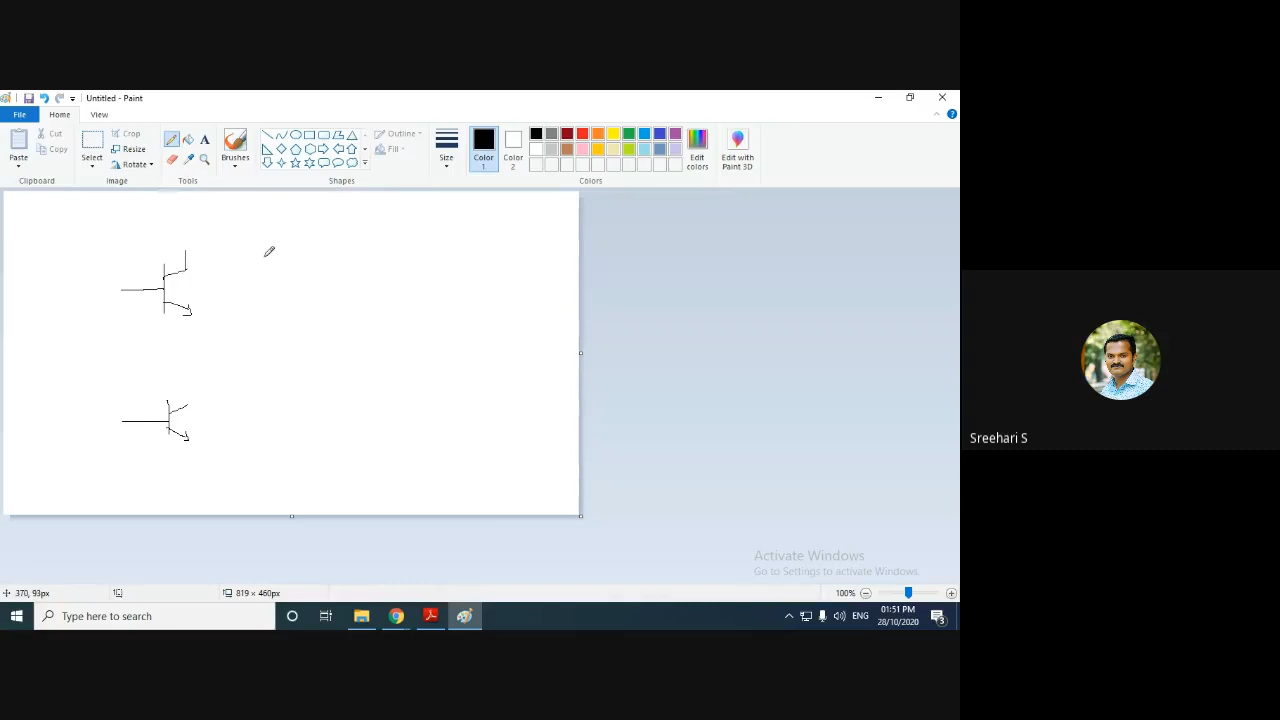 Untitled - Paint
File Home View
Paste
Cut
Copy
Clipboard
Select
Crop
Resize
Rotate
Image
Tools
Brushes
Outline
Fill
Shapes
Size
Color 1
Color 2
Edit colors
Colors
Edit with Paint 3D
Sreehari S
Activate Windows
Go to Settings to activate Windows.
370, 93px
819 × 460px
100%
Type here to search
ENG
01:51 PM
28/10/2020
3